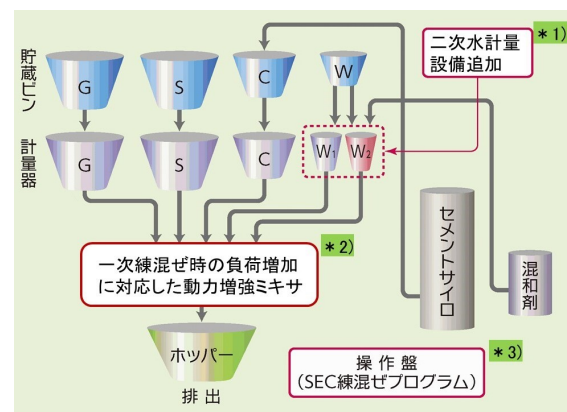 貯蔵ビン
G
S
C
W
二次水計量
設備追加
*1)
計量器
G
S
C
W1
W2
セメントサイロ
混和剤
一次練混ぜ時の負荷増加
に対応した動力増強ミキサ
*2)
ホッパー
排出
操作盤
(SEC練混ぜプログラム)
*3)